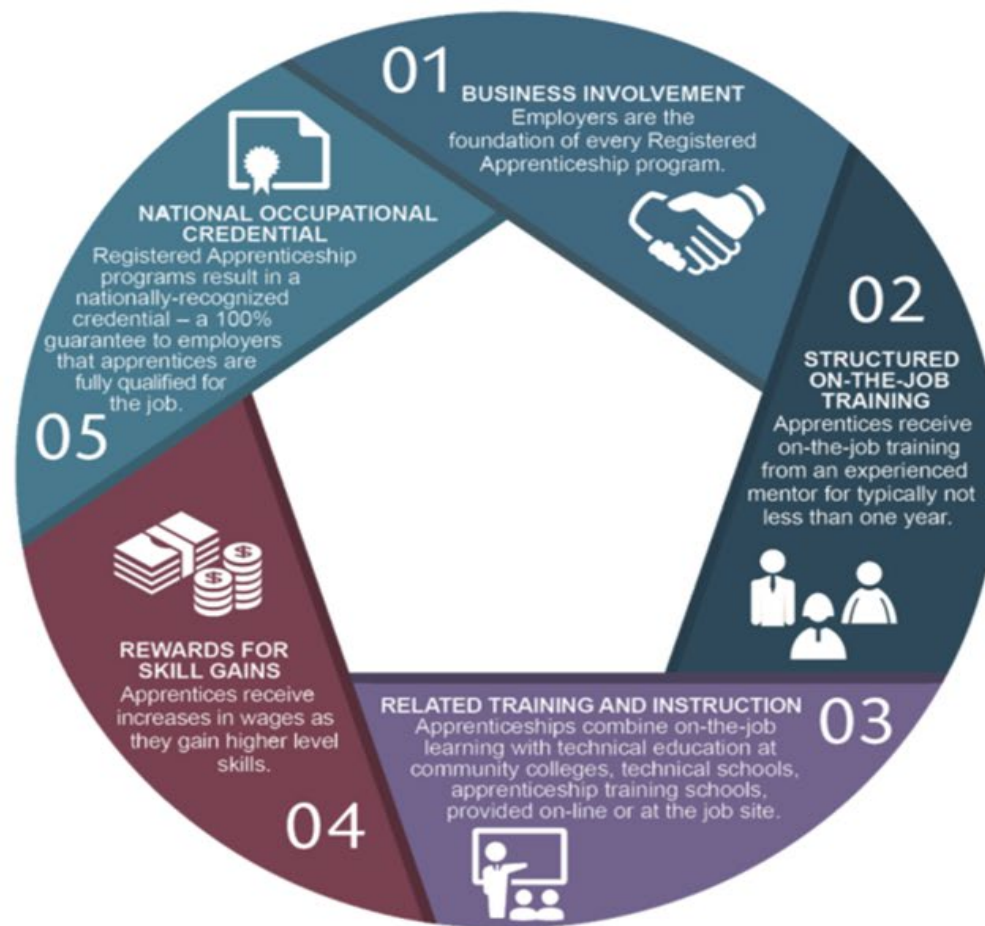 01
BUSINESS INVOLVEMENT
Employers are the
foundation of every Registered
Apprenticeship program.
02
STRUCTURED
ON-THE-JOB
TRAINING
Apprentices receive
on-the-job training
from an experienced
mentor for typically not
less than one year.
03
RELATED TRAINING AND INSTRUCTION
Apprenticeships combine on-the-job
learning with technical education at
community colleges, technical schools,
apprenticeship training schools,
provided on-line or at the job site.
04
REWARDS FOR
SKILL GAINS
Apprentices receive
increases in wages as
they gain higher level
skills.
$
$
05
NATIONAL OCCUPATIONAL
CREDENTIAL
Registered Apprenticeship
programs result in a
nationally-recognized
credential – a 100%
guarantee to employers
that apprentices are
fully qualified for
the job.